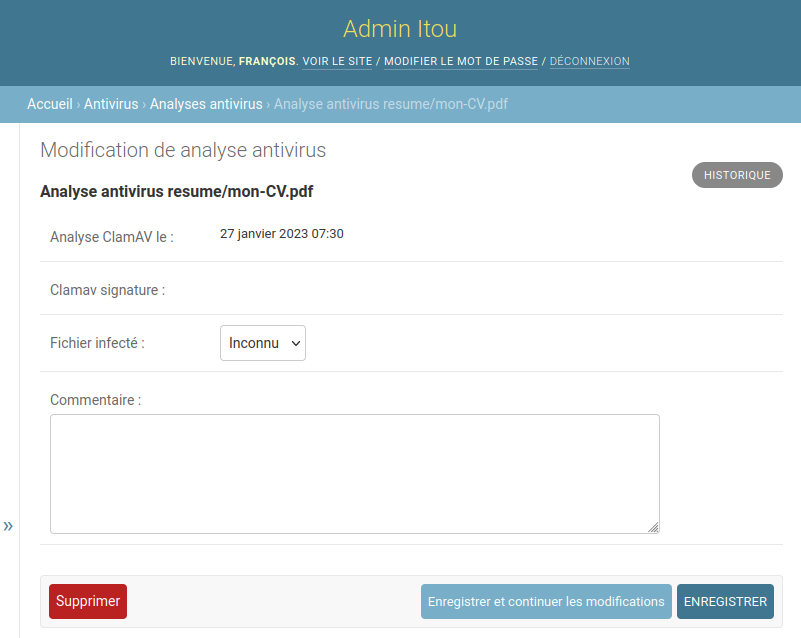 Admin Itou
BIENVENUE, FRANÇOIS. VOIR LE SITE / MODIFIER LE MOT DE PASSE / DÉCONNEXION
Accueil › Antivirus › Analyses antivirus › Analyse antivirus resume/mon-CV.pdf
Modification de analyse antivirus
HISTORIQUE
Analyse antivirus resume/mon-CV.pdf
Analyse ClamAV le : 27 janvier 2023 07:30
Clamav signature :
Fichier infecté : Inconnu
Commentaire :
»
Supprimer Enregistrer et continuer les modifications ENREGISTRER